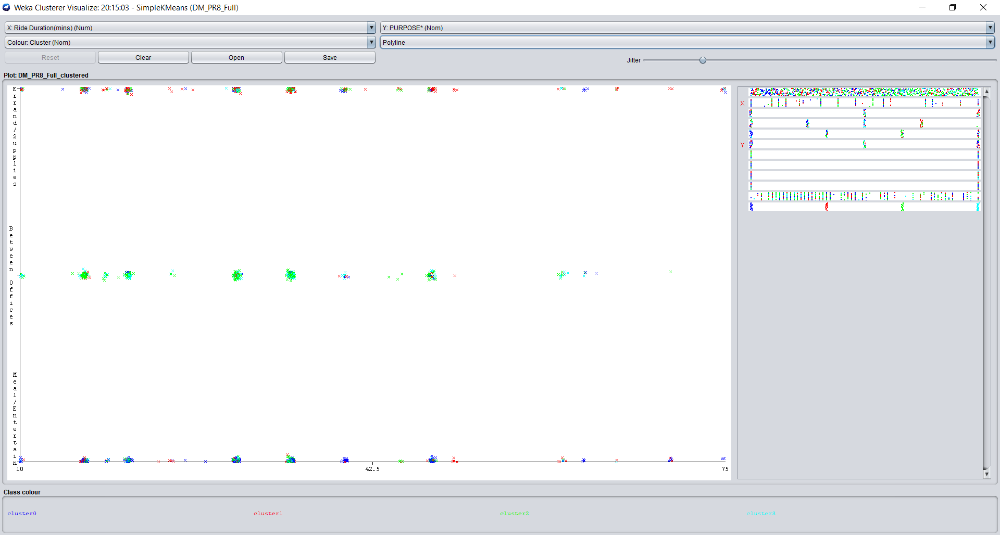 Weka Clusterer Visualize: 20:15:03 - SimpleKMeans (DM_PR8_Full)
X: Ride Duration(mins) (Num)
Y: PURPOSE* (Nom)
Colour: Cluster (Nom)
Polyline
Reset
Clear
Open
Save
Jitter
Plot: DM_PR8_Full_clustered
Errand/Supplies
Between Offices
Meal/Entertain
10
42.5
75
X
Y
Class colour
cluster0
cluster1
cluster2
cluster3